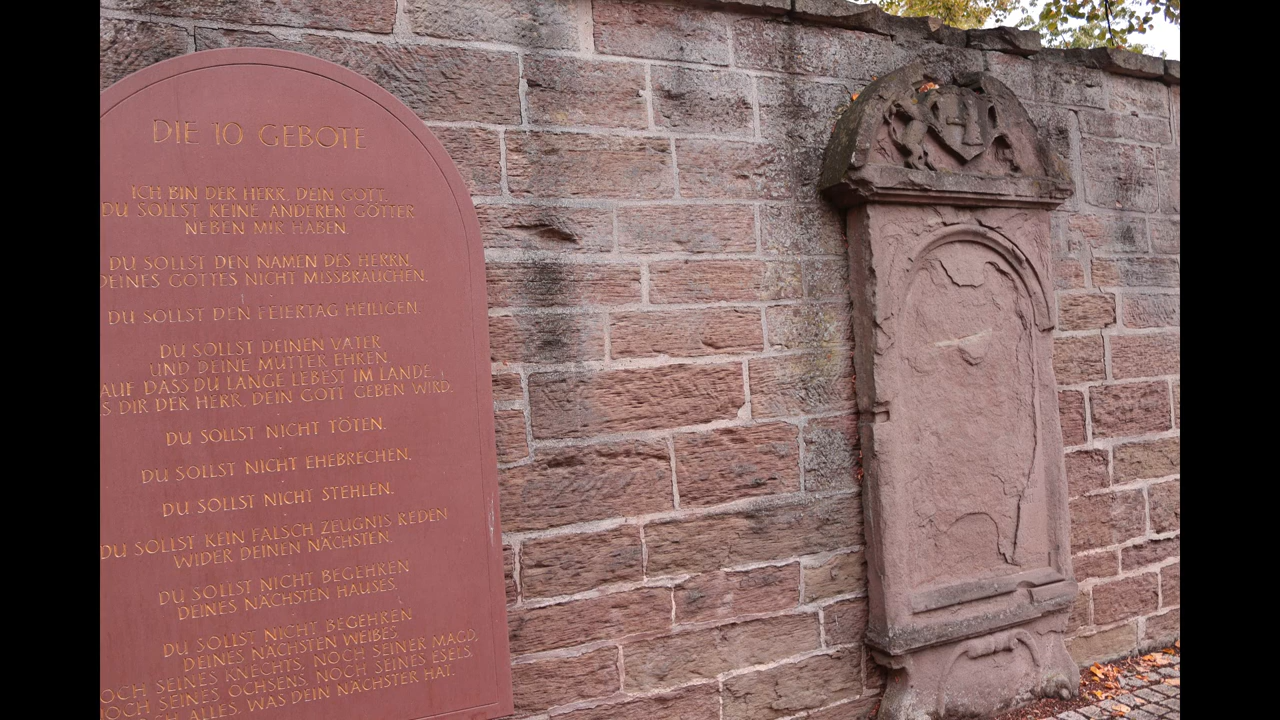 DIE 10 GEBOTE
ICH BIN DER HERR, DEIN GOTT.
DU SOLLST KEINE ANDEREN GÖTTER
NEBEN MIR HABEN.
DU SOLLST DEN NAMEN DES HERRN,
DEINES GOTTES NICHT MISSBRAUCHEN.
DU SOLLST DEN FEIERTAG HEILIGEN.
DU SOLLST DEINEN VATER
UND DEINE MUTTER EHREN,
AUF DASS DU LANGE LEBEST IM LANDE,
DIR DER HERR, DEIN GOTT GEBEN WIRD.
DU SOLLST NICHT TÖTEN.
DU SOLLST NICHT EHEBRECHEN.
DU SOLLST NICHT STEHLEN.
DU SOLLST KEIN FALSCH ZEUGNIS REDEN
WIDER DEINEN NÄCHSTEN.
DU SOLLST NICHT BEGEHREN
DEINES NÄCHSTEN HAUSES.
DU SOLLST NICHT BEGEHREN
DEINES NÄCHSTEN WEIBES,
NOCH SEINES KNECHTS, NOCH SEINER MAGD,
NOCH SEINES OCHSENS, NOCH SEINES ESELS,
ALLES, WAS DEIN NÄCHSTER HAT.